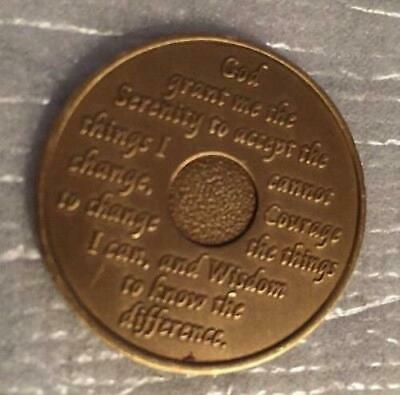 God
grant me the
Serenity to accept the
things I cannot
change, Courage
to change the things
I can, and Wisdom
to know the
difference.